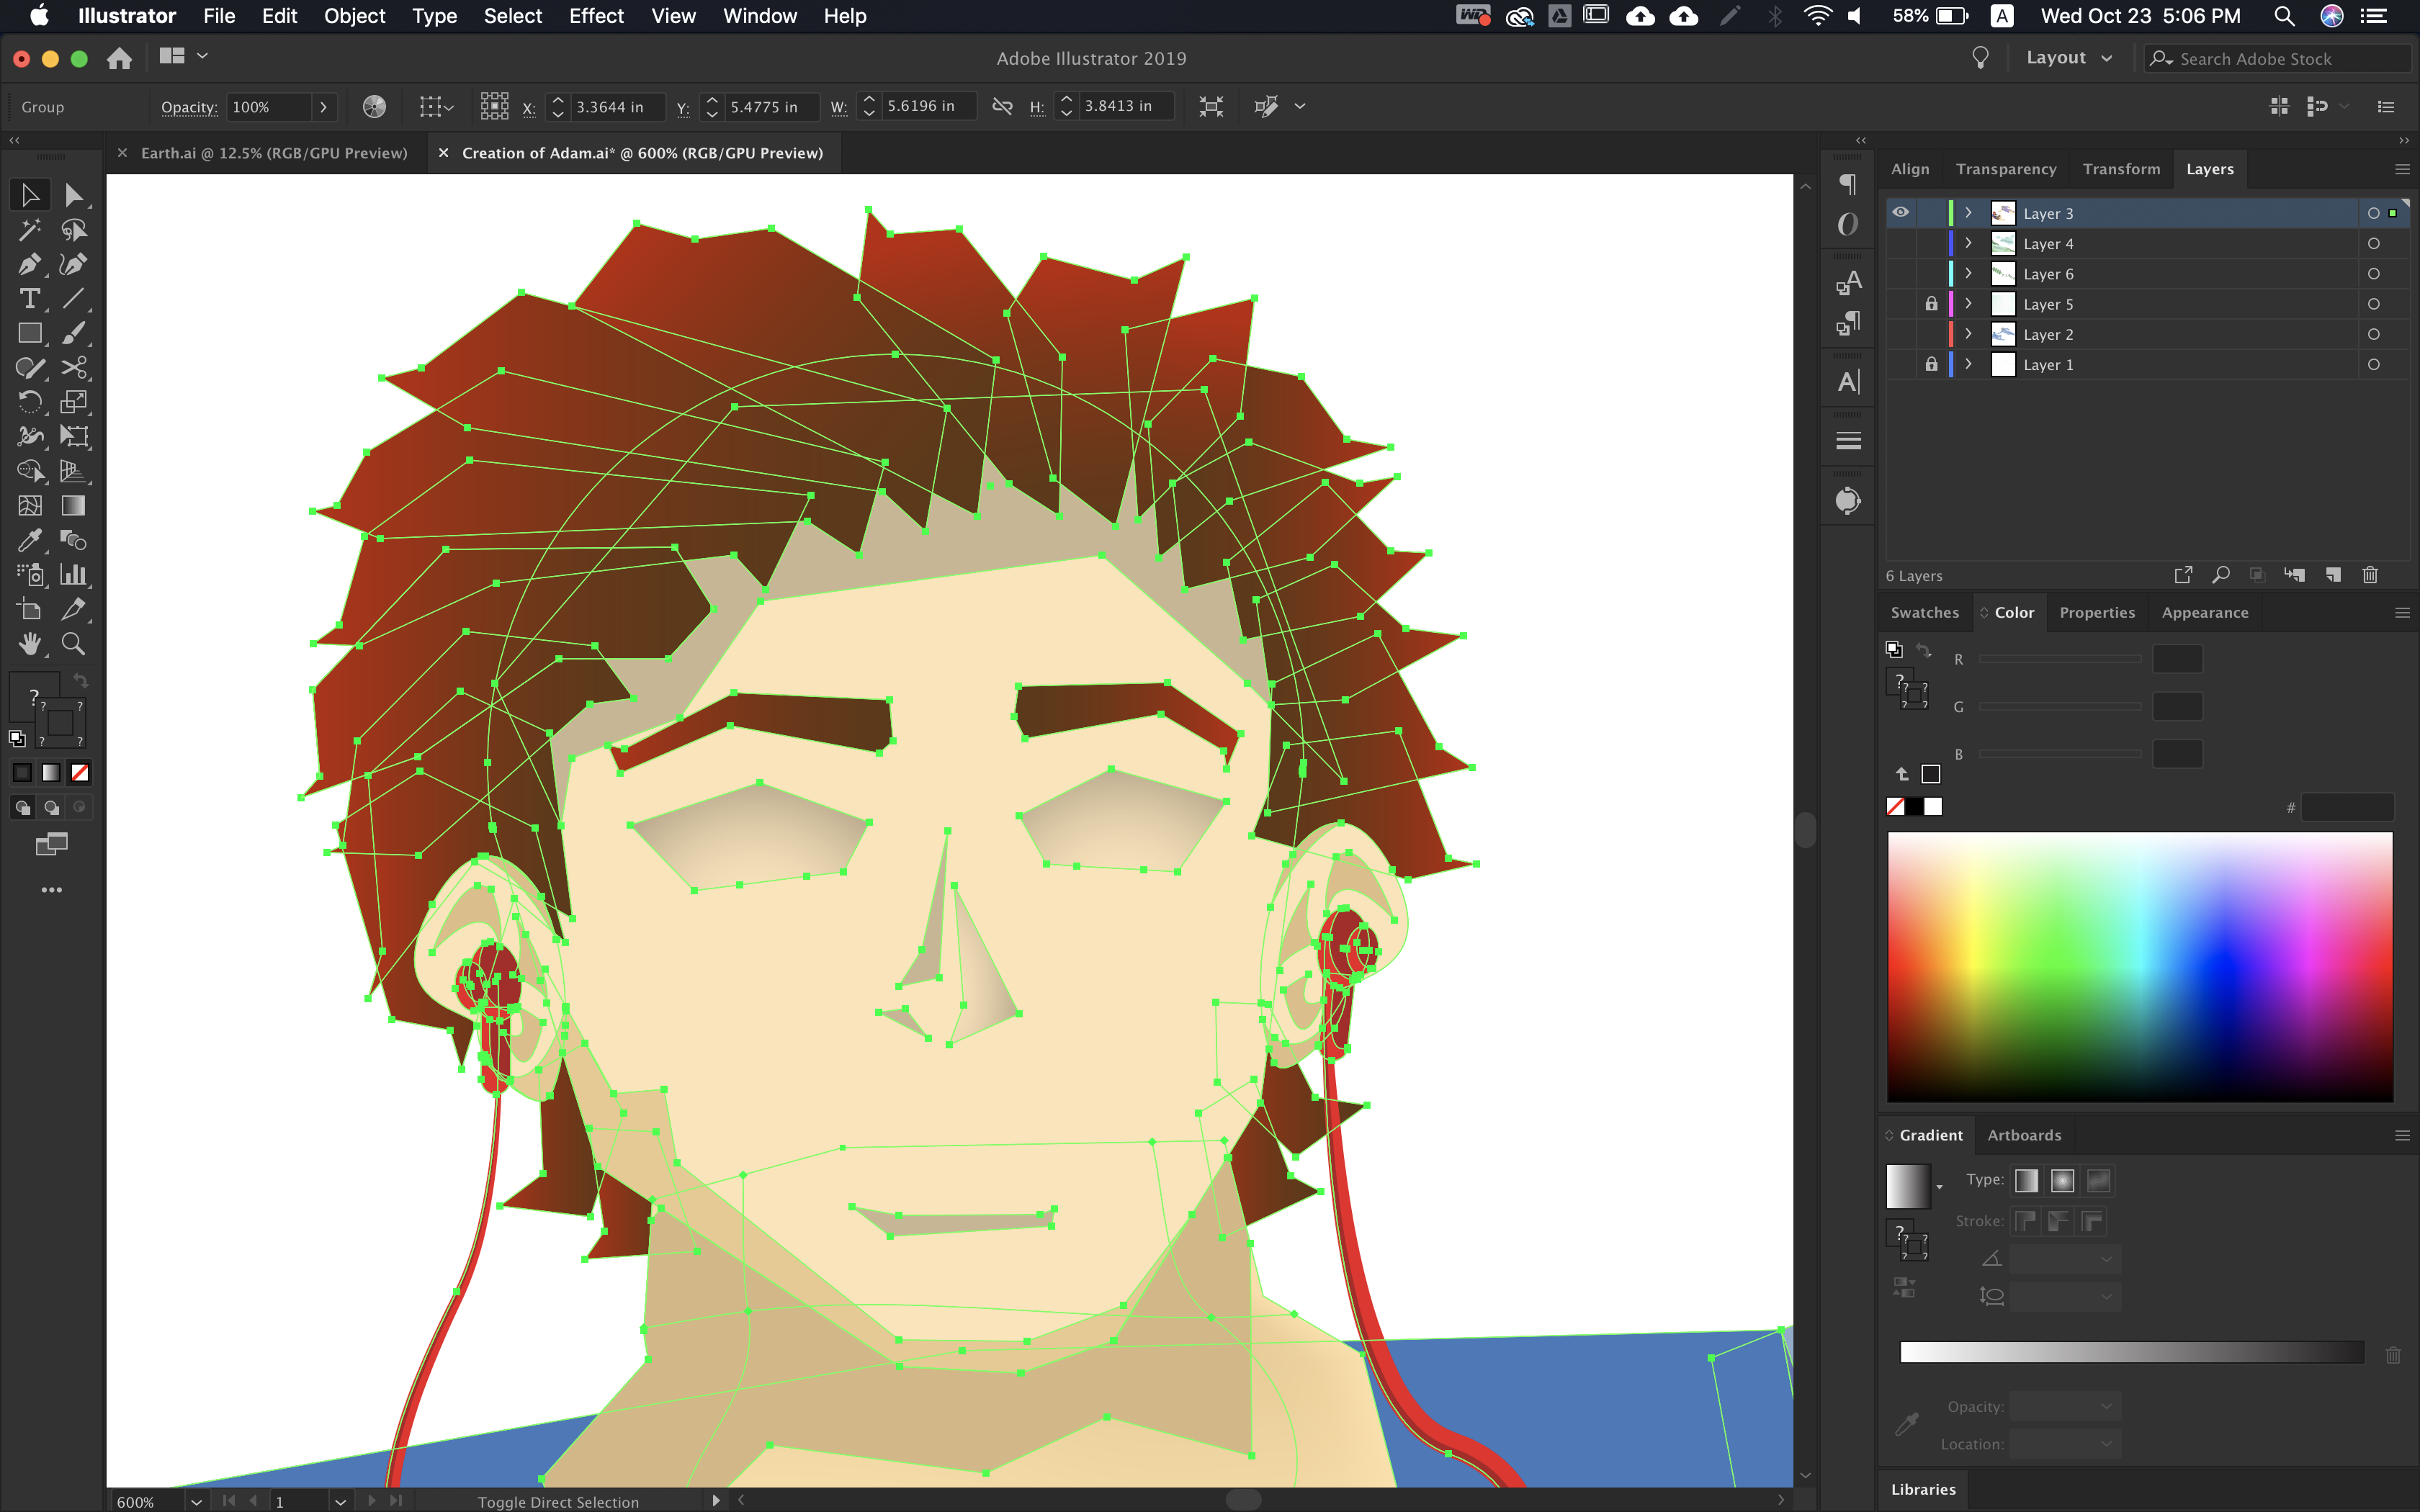 Illustrator File Edit Object Type Select Effect View Window Help 58% A Wed Oct 23 5:06 PM
Adobe Illustrator 2019 Layout Search Adobe Stock
Group Opacity: 100% X: 3.3644 in Y: 5.4775 in W: 5.6196 in H: 3.8413 in
Earth.ai @ 12.5% (RGB/GPU Preview) Creation of Adam.ai* @ 600% (RGB/GPU Preview)
Align Transparency Transform Layers
Layer 3
Layer 4
Layer 6
Layer 5
Layer 2
Layer 1
6 Layers
Swatches Color Properties Appearance
R
G
B
#
Gradient Artboards
Type:
Stroke:
Opacity:
Location:
Libraries
600% 1 Toggle Direct Selection